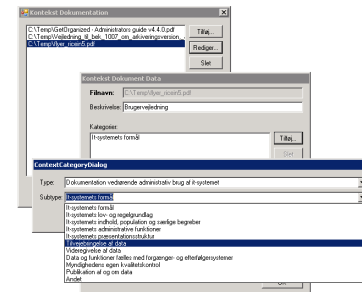 Kontekst Dokumentation
C:\Temp\GetOrganized - Administrators guide v4.4.0.pdf
C:\Temp\Vejledning_til_bek_1007_om_arkiveringsversion_
C:\Temp\flyer_ricein5.pdf
Tilføj...
Rediger...
Slet
Kontekst Dokument Data
Filnavn: C:\Temp\flyer_ricein5.pdf
Beskrivelse: Brugervejledning
Kategorier:
It-systemets formål
Tilføj...
Slet
ContextCategoryDialog
Type: Dokumentation vedrørende administrativ brug af it-systemet
Subtype: It-systemets formål
It-systemets formål
It-systemets lov- og regelgrundlag
It-systemets indhold, population og særlige begreber
It-systemets administrative funktioner
It-systemets præsentationsstruktur
Tilvejebringelse af data
Videregivelse af data
Data og funktioner fælles med forgænger- og efterfølgersystemer
Myndighedens egen kvalitetskontrol
Publikation af og om data
Andet
OK